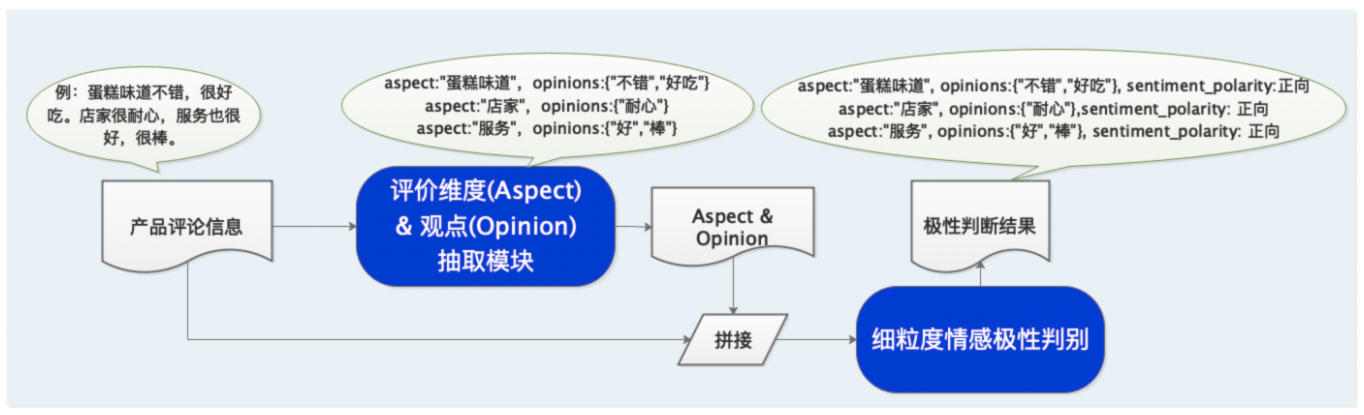 例：蛋糕味道不错，很好
吃。店家很耐心，服务也很
好，很棒。
aspect:"蛋糕味道"，opinions:{"不错","好吃"}
aspect:"店家"，opinions:{"耐心"}
aspect:"服务"，opinions:{"好","棒"}
aspect:"蛋糕味道", opinions:{"不错","好吃"}, sentiment_polarity:正向
aspect:"店家", opinions:{"耐心"},sentiment_polarity: 正向
aspect:"服务", opinions:{"好","棒"}, sentiment_polarity: 正向
产品评论信息
评价维度(Aspect)
& 观点(Opinion)
抽取模块
Aspect &
Opinion
极性判断结果
拼接
细粒度情感极性判别